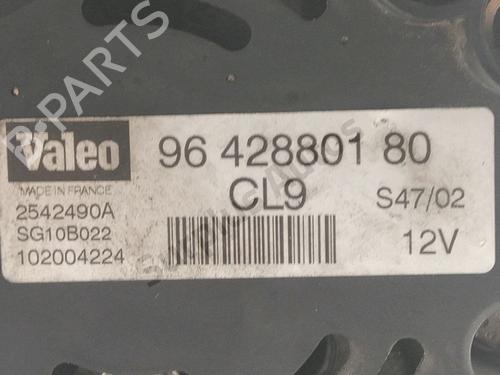 B-PARTS
Valeo
MADE IN FRANCE
2542490A
SG10B022
102004224
96 428801 80
CL9
S47/02
12V